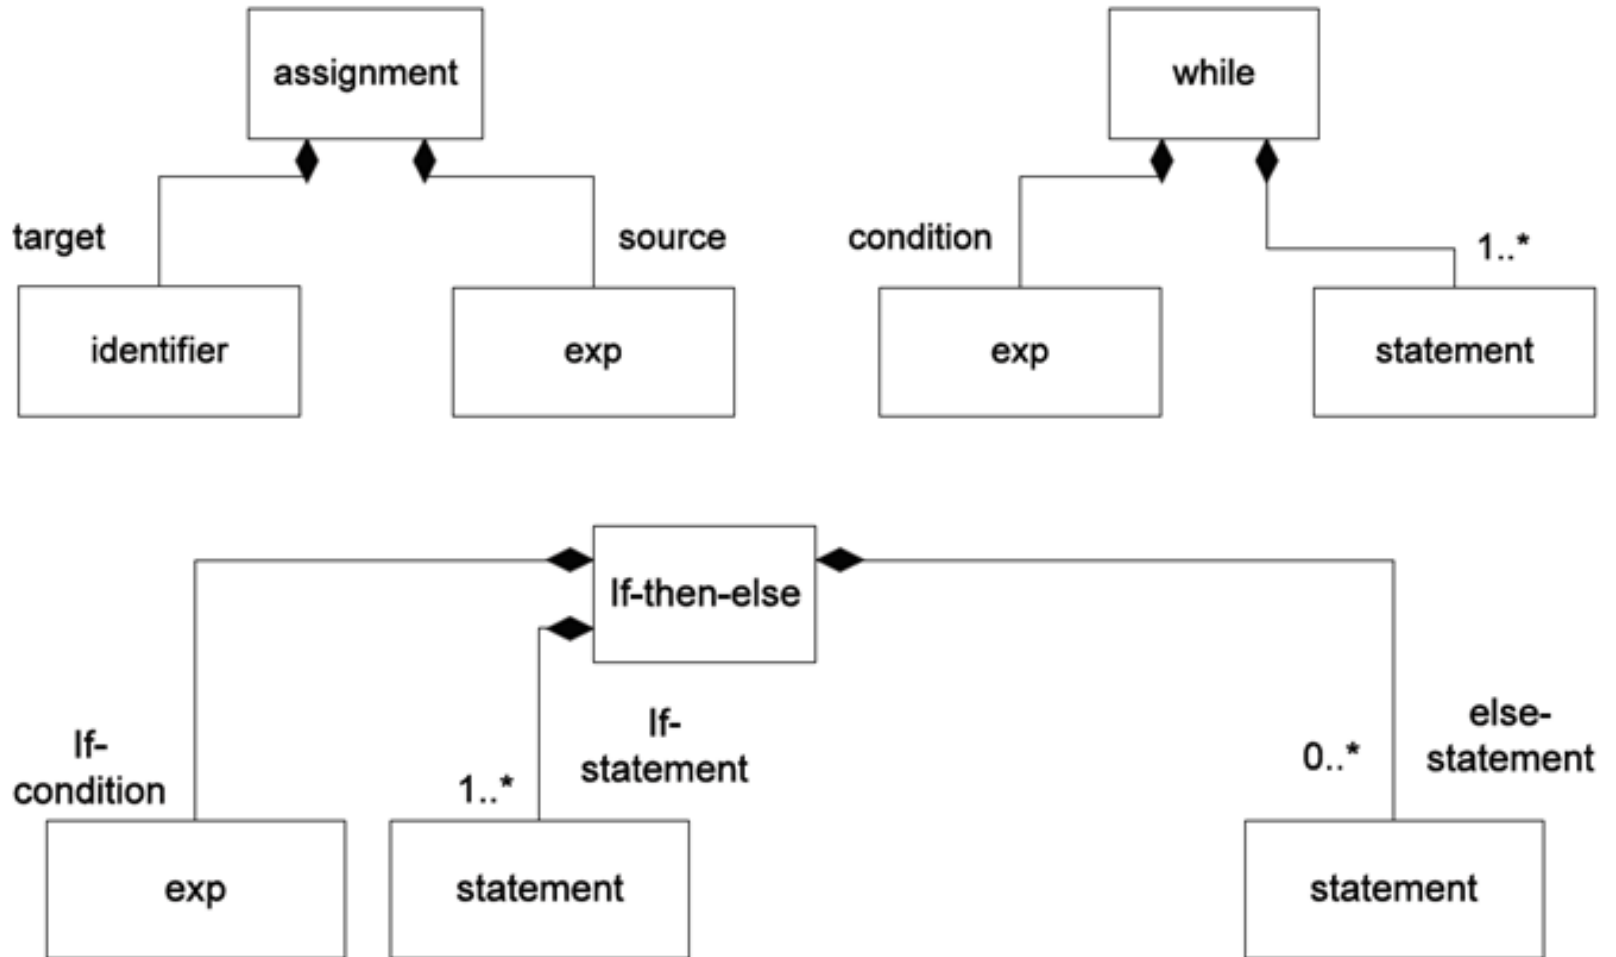 assignment
while
target
source
condition
1..*
identifier
exp
exp
statement
If-then-else
If-
condition
1..*
If-
statement
0..*
else-
statement
exp
statement
statement